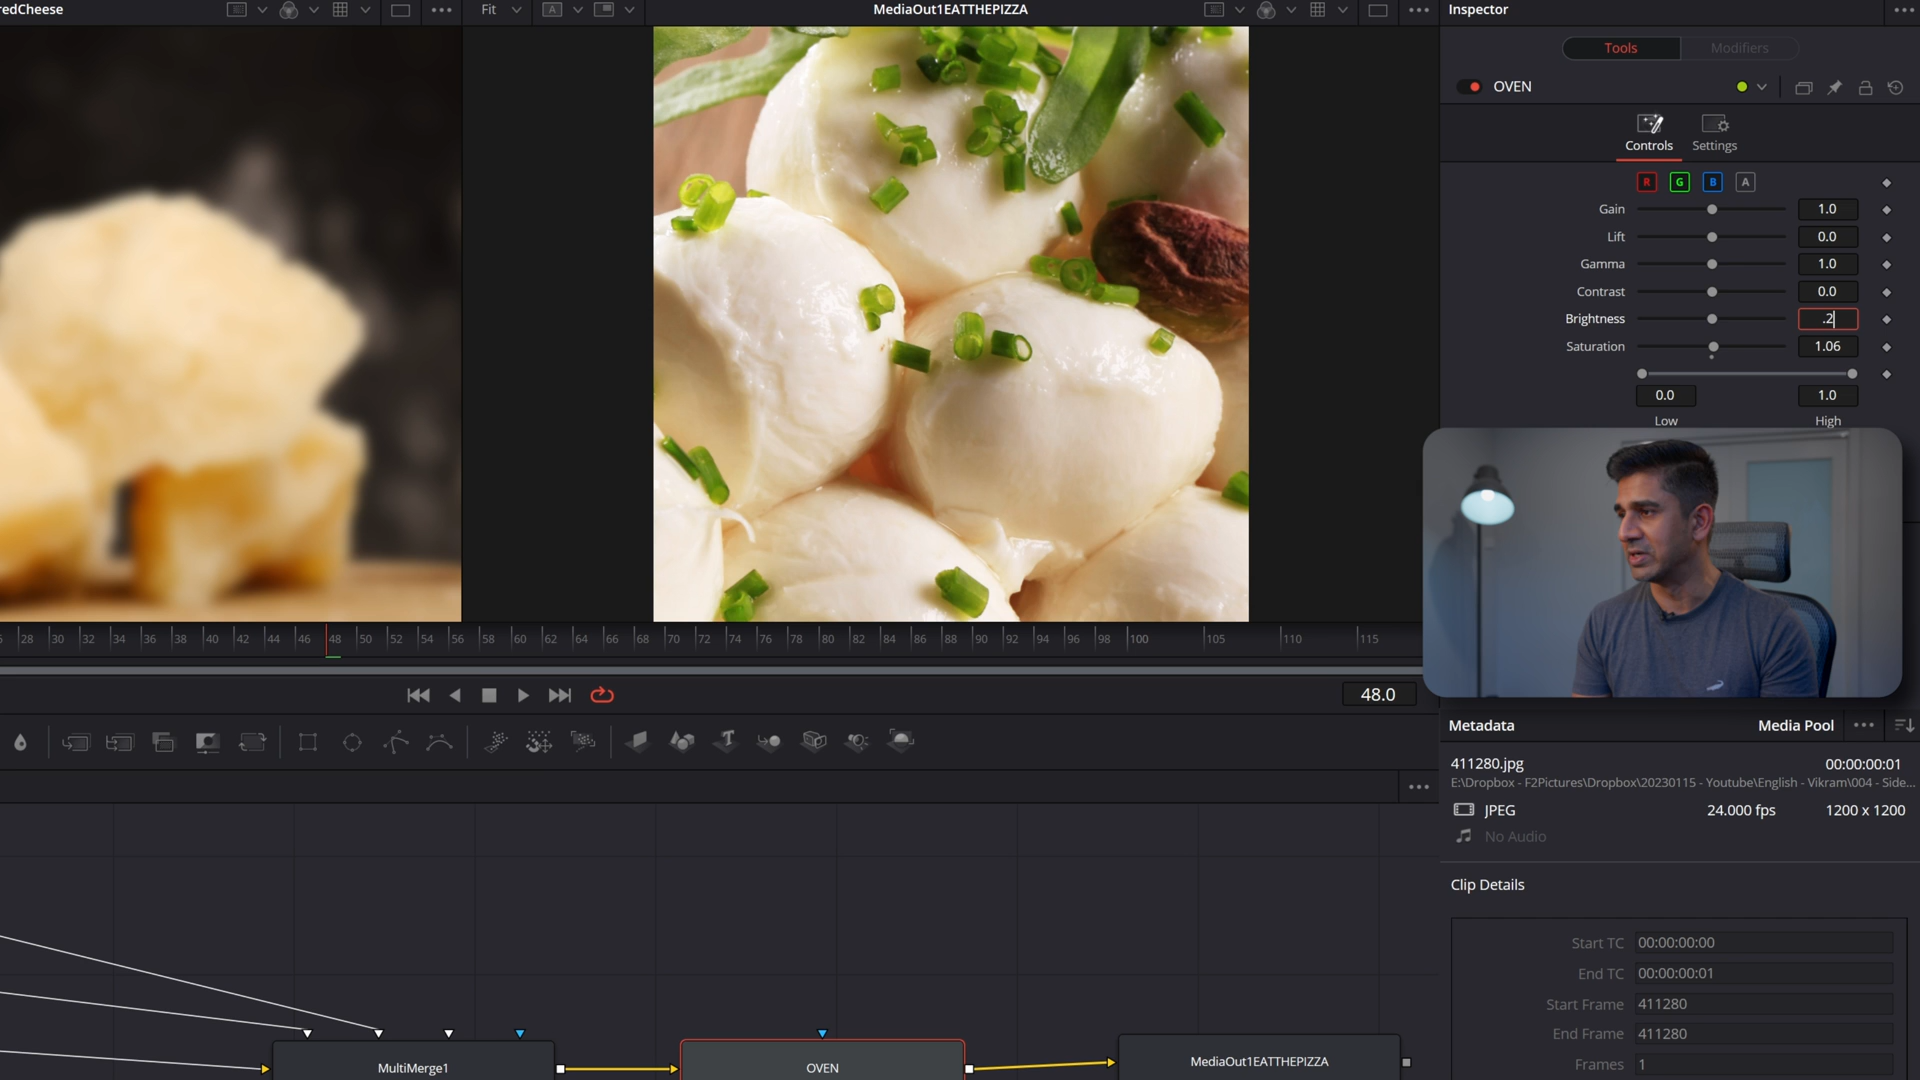 redCheese
Fit
MediaOut1EATTHEPIZZA
Inspector
Tools
Modifiers
OVEN
Controls
Settings
R G B A
Gain 1.0
Lift 0.0
Gamma 1.0
Contrast 0.0
Brightness .2
Saturation 1.06
0.0 1.0
Low High
28 30 32 34 36 38 40 42 44 46 48 50 52 54 56 58 60 62 64 66 68 70 72 74 76 78 80 82 84 86 88 90 92 94 96 98 100 105 110 115
48.0
T
Metadata
Media Pool
411280.jpg 00:00:00:01
E:\Dropbox - F2Pictures\Dropbox\20230115 - Youtube\English - Vikram\004 - Side...
JPEG 24.000 fps 1200 x 1200
No Audio
Clip Details
Start TC 00:00:00:00
End TC 00:00:00:01
Start Frame 411280
End Frame 411280
Frames 1
MultiMerge1
OVEN
MediaOut1EATTHEPIZZA